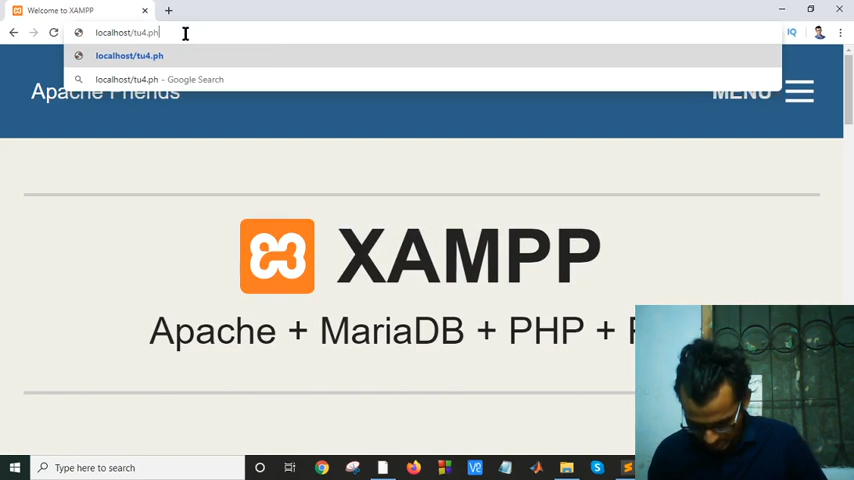 Welcome to XAMPP
localhost/tu4.ph
IQ
localhost/tu4.ph
localhost/tu4.ph - Google Search
Apache Friends
MENU
XAMPP
Apache + MariaDB + PHP +
Type here to search